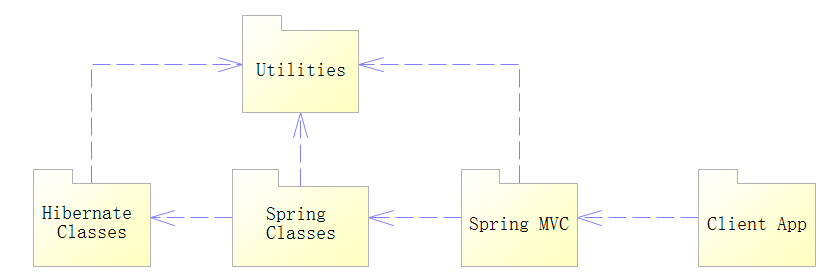 Utilities
Hibernate
Classes
Spring
Classes
Spring MVC
Client App